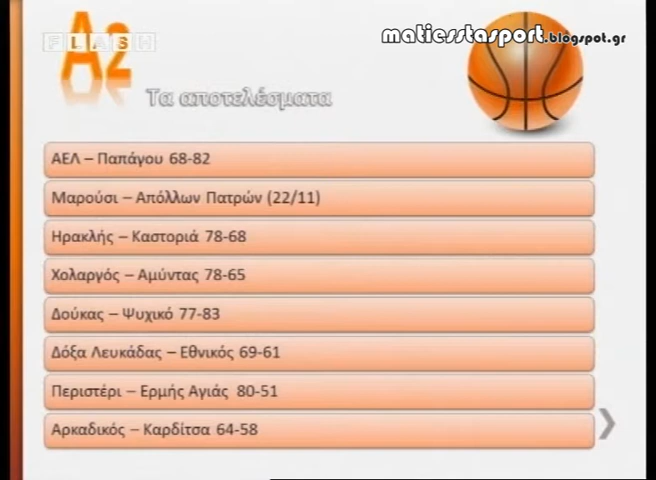 A2
FLASH
matiesstasport.blogspot.gr
Τα αποτελέσματα
ΑΕΛ – Παπάγου 68-82
Μαρούσι – Απόλλων Πατρών (22/11)
Ηρακλής – Καστοριά 78-68
Χολαργός – Αμύντας 78-65
Δούκας – Ψυχικό 77-83
Δόξα Λευκάδας – Εθνικός 69-61
Περιστέρι – Ερμής Αγιάς 80-51
Αρκαδικός – Καρδίτσα 64-58